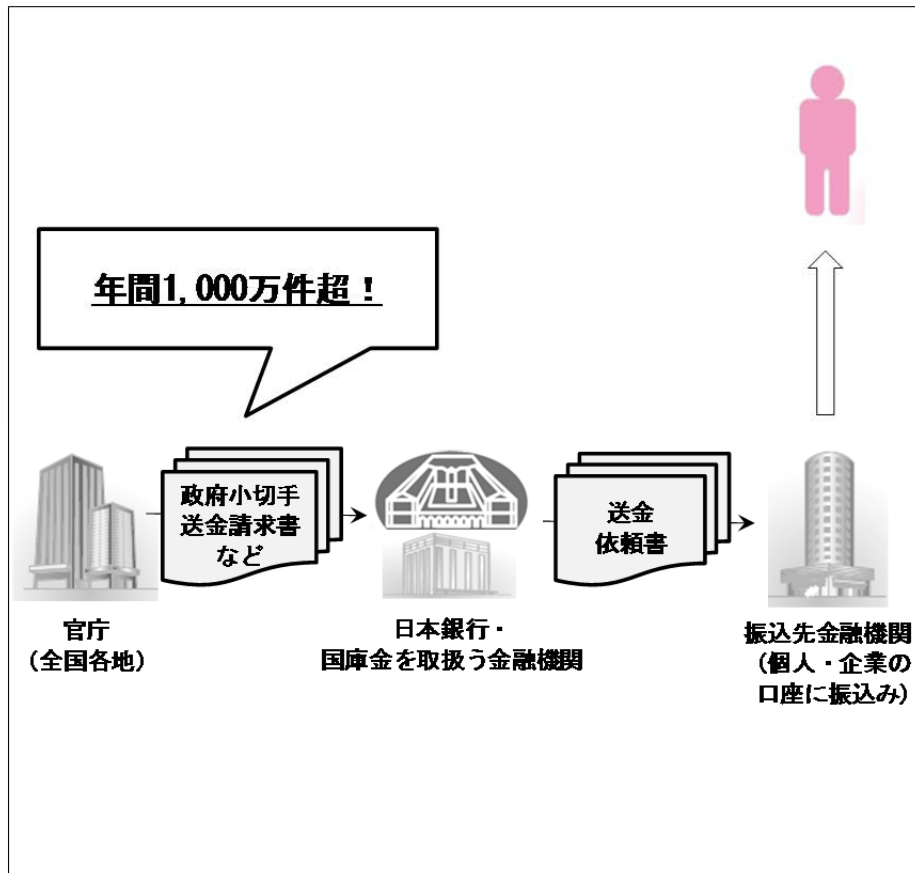 年間1,000万件超！
政府小切手
送金請求書
など
送金
依頼書
官庁
（全国各地）
日本銀行・
国庫金を取扱う金融機関
振込先金融機関
（個人・企業の
口座に振込み）